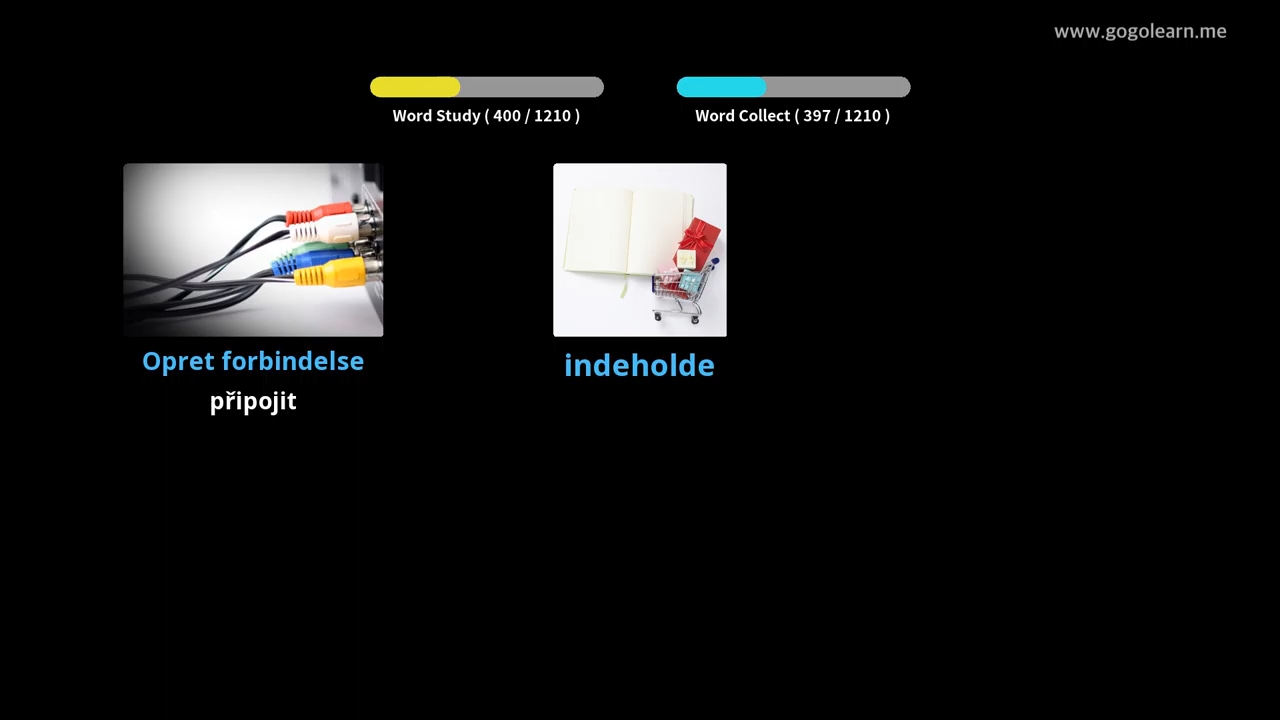 www.gogolearn.me
Word Study ( 400 / 1210 )
Word Collect ( 397 / 1210 )
Opret forbindelse
připojit
indeholde